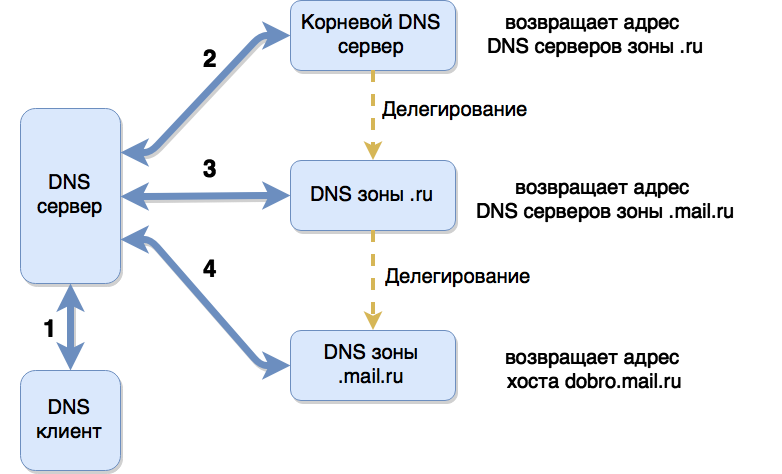 Корневой DNS
сервер
возвращает адрес
DNS серверов зоны .ru
2
Делегирование
DNS
сервер
3
DNS зоны .ru
возвращает адрес
DNS серверов зоны .mail.ru
4
Делегирование
1
DNS зоны
.mail.ru
возвращает адрес
хоста dobro.mail.ru
DNS
клиент